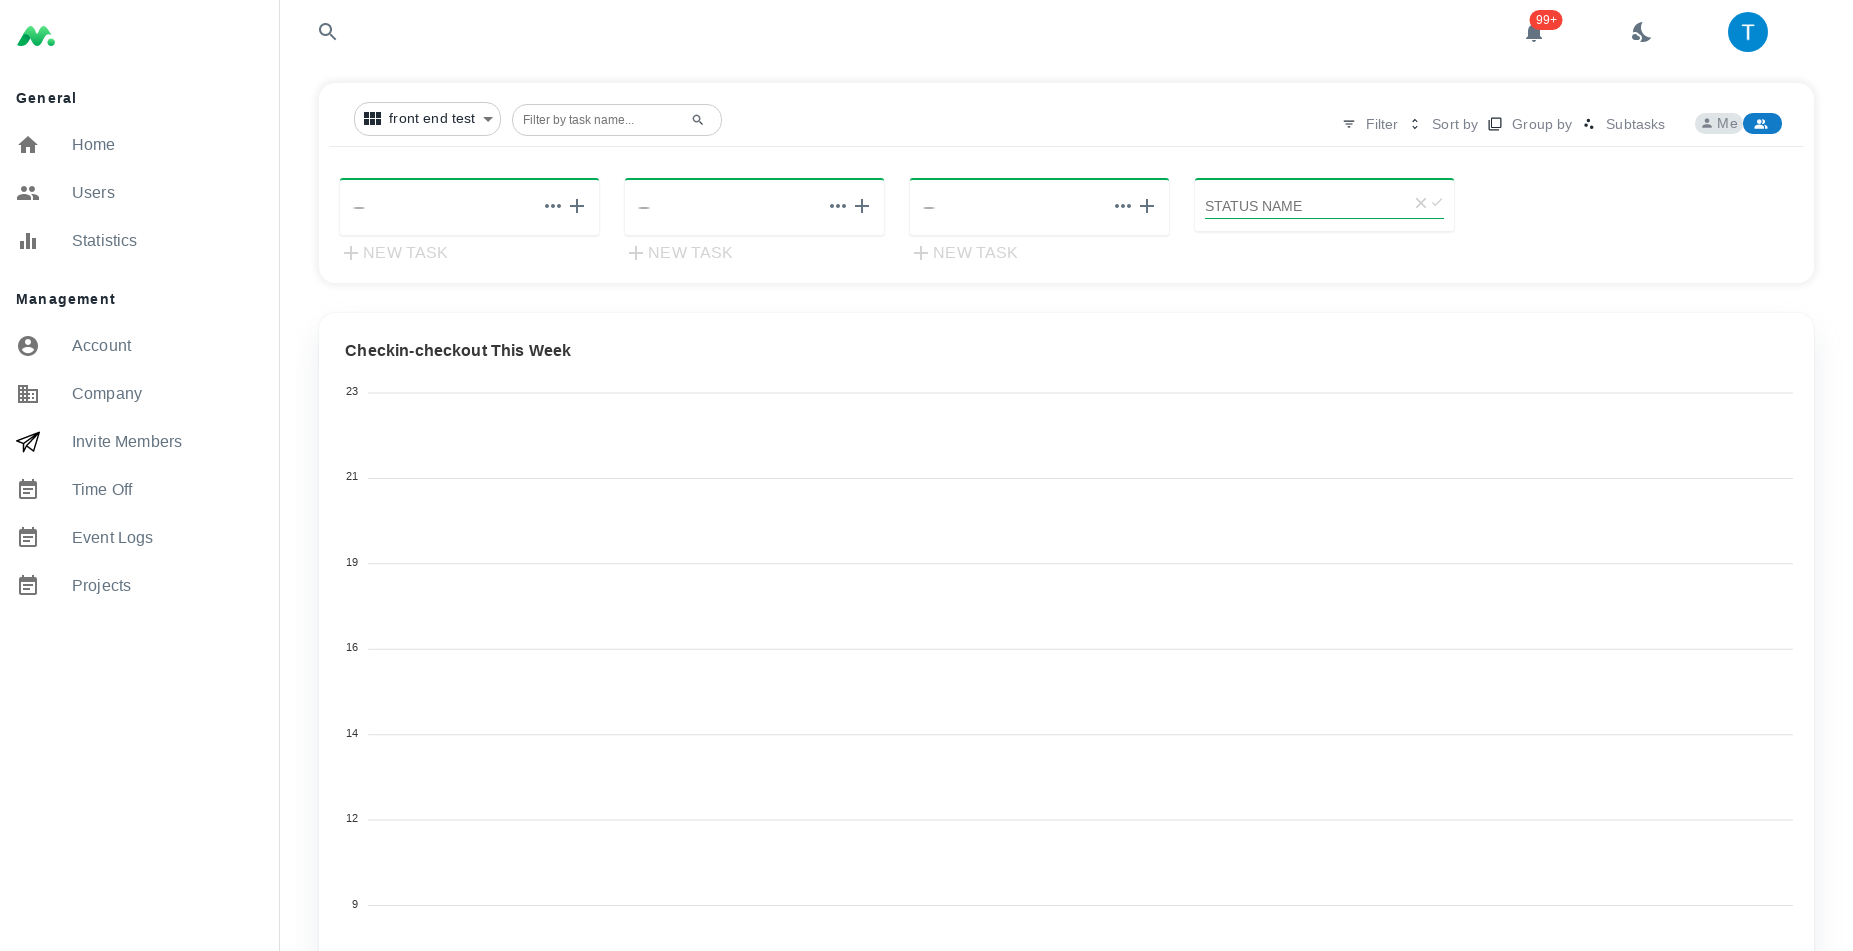 General
Home
Users
Statistics
Management
Account
Company
Invite Members
Time Off
Event Logs
Projects
99+
T
front end test
Filter by task name...
Filter
Sort by
Group by
Subtasks
Me
STATUS NAME
NEW TASK
NEW TASK
NEW TASK
Checkin-checkout This Week
23
21
19
16
14
12
9